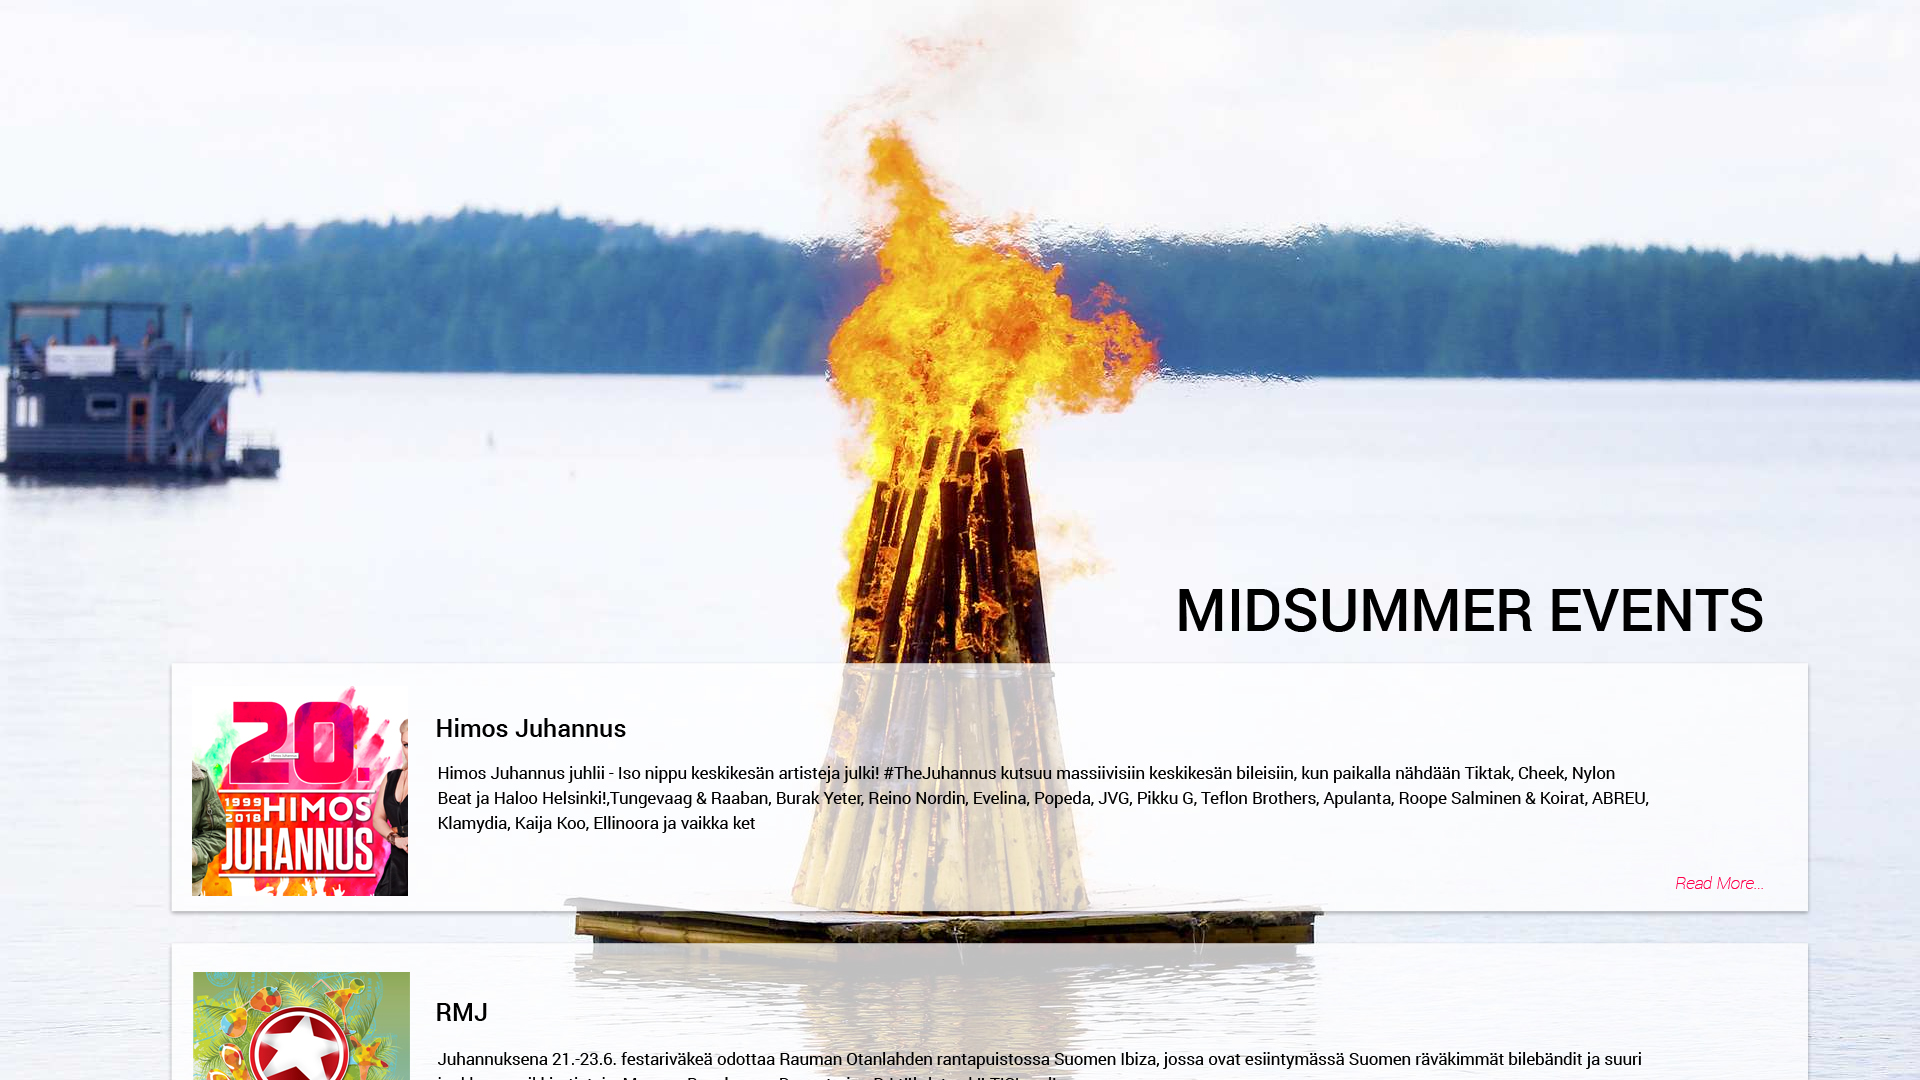 MIDSUMMER EVENTS
20.
1999 HIMOS
2018
JUHANNUS
Himos Juhannus
Himos Juhannus juhlii - Iso nippu keskikesän artisteja julki! #TheJuhannus kutsuu massiivisiin keskikesän bileisiin, kun paikalla nähdään Tiktak, Cheek, Nylon
Beat ja Haloo Helsinki!,Tungevaag & Raaban, Burak Yeter, Reino Nordin, Evelina, Popeda, JVG, Pikku G, Teflon Brothers, Apulanta, Roope Salminen & Koirat, ABREU,
Klamydia, Kaija Koo, Ellinoora ja vaikka ket
Read More...
RMJ
Juhannuksena 21.-23.6. festariväkeä odottaa Rauman Otanlahden rantapuistossa Suomen Ibiza, jossa ovat esiintymässä Suomen räväkimmät bilebändit ja suuri